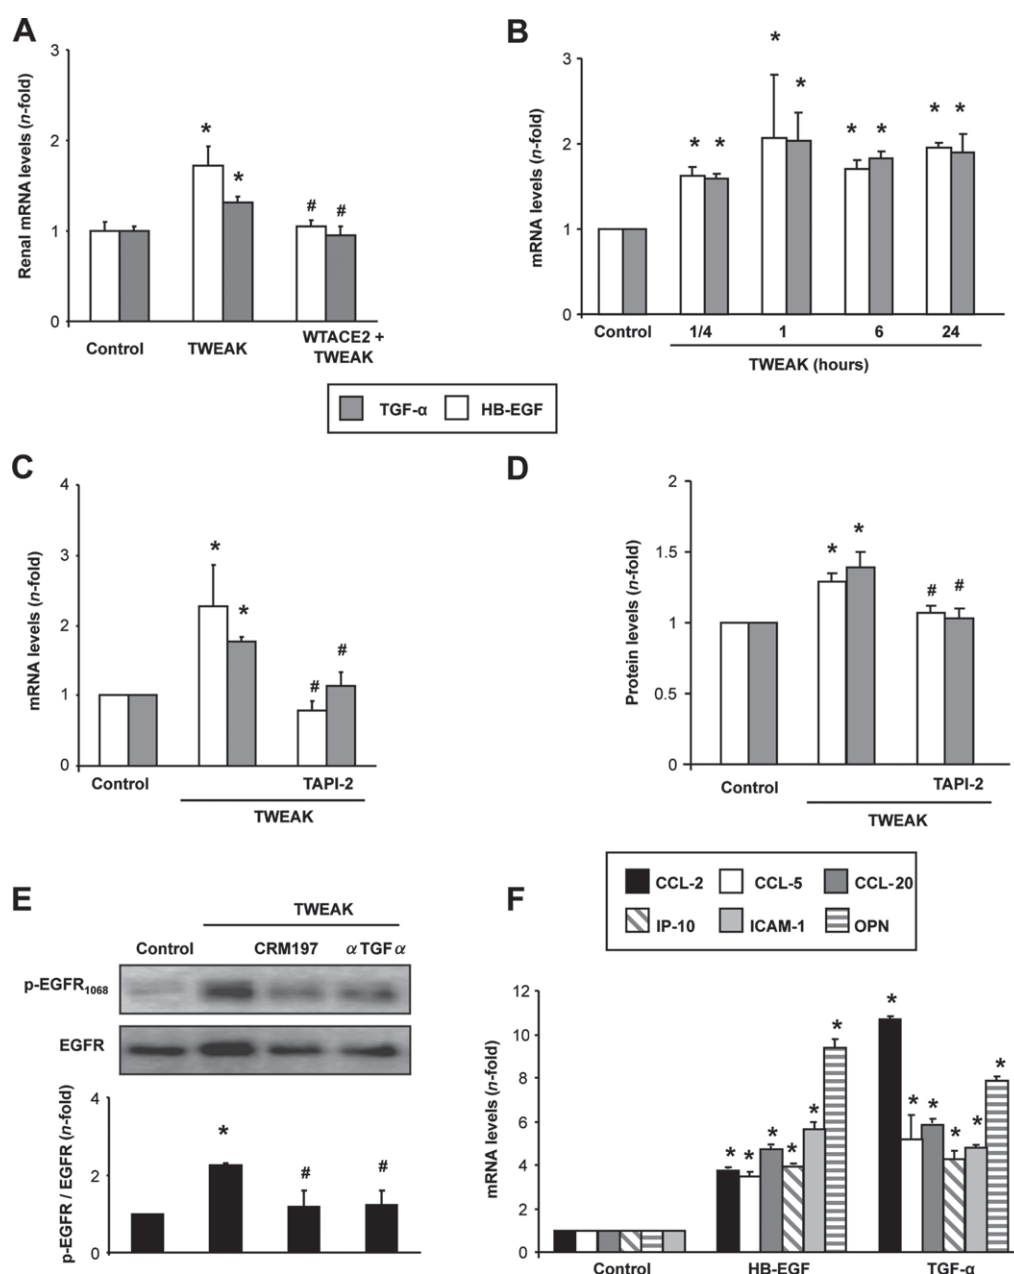 A
Renal mRNA levels (n-fold)
3
2
1
0
*
*
#
#
Control
TWEAK
WTACE2 +
TWEAK
B
mRNA levels (n-fold)
3
2
1
0
*
*
*
*
*
*
*
*
Control
1/4
1
6
24
TWEAK (hours)
TGF-α
HB-EGF
C
mRNA levels (n-fold)
4
3
2
1
0
*
*
#
#
Control
TAPI-2
TWEAK
D
Protein levels (n-fold)
2
1.5
1
0.5
0
*
*
#
#
Control
TAPI-2
TWEAK
E
TWEAK
Control
CRM197
αTGFα
p-EGFR1068
EGFR
p-EGFR / EGFR (n-fold)
4
2
0
*
#
#
CCL-2
CCL-5
CCL-20
IP-10
ICAM-1
OPN
F
mRNA levels (n-fold)
12
10
8
6
4
2
0
*
*
*
*
*
*
*
*
*
*
*
*
Control
HB-EGF
TGF-α